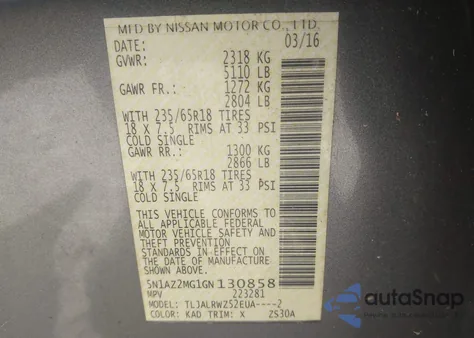 MFD BY NISSAN MOTOR CO., LTD.
DATE: 03/16
GVWR: 2318 KG
5110 LB
GAWR FR.: 1272 KG
2804 LB
WITH 235/65R18 TIRES
18 X 7.5 RIMS AT 33 PSI
COLD SINGLE
GAWR RR.: 1300 KG
2866 LB
WITH 235/65R18 TIRES
18 X 7.5 RIMS AT 33 PSI
COLD SINGLE
THIS VEHICLE CONFORMS TO
ALL APPLICABLE FEDERAL
MOTOR VEHICLE SAFETY AND
THEFT PREVENTION
STANDARDS IN EFFECT ON
THE DATE OF MANUFACTURE
SHOWN ABOVE.
5N1AZ2MG1GN130858
MPV 223281
MODEL: TLJALRWZ52EUA----2
COLOR: KAD TRIM: X ZS30A
autoSnap